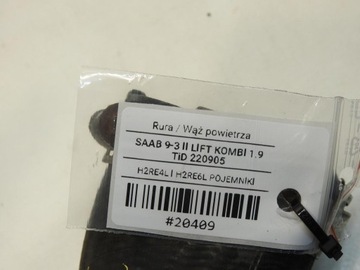 Rura / Wąż powietrza
SAAB 9-3 II LIFT KOMBI 1.9
TiD 220905
H2RE4L I H2RE6L POJEMNIKI
#20409